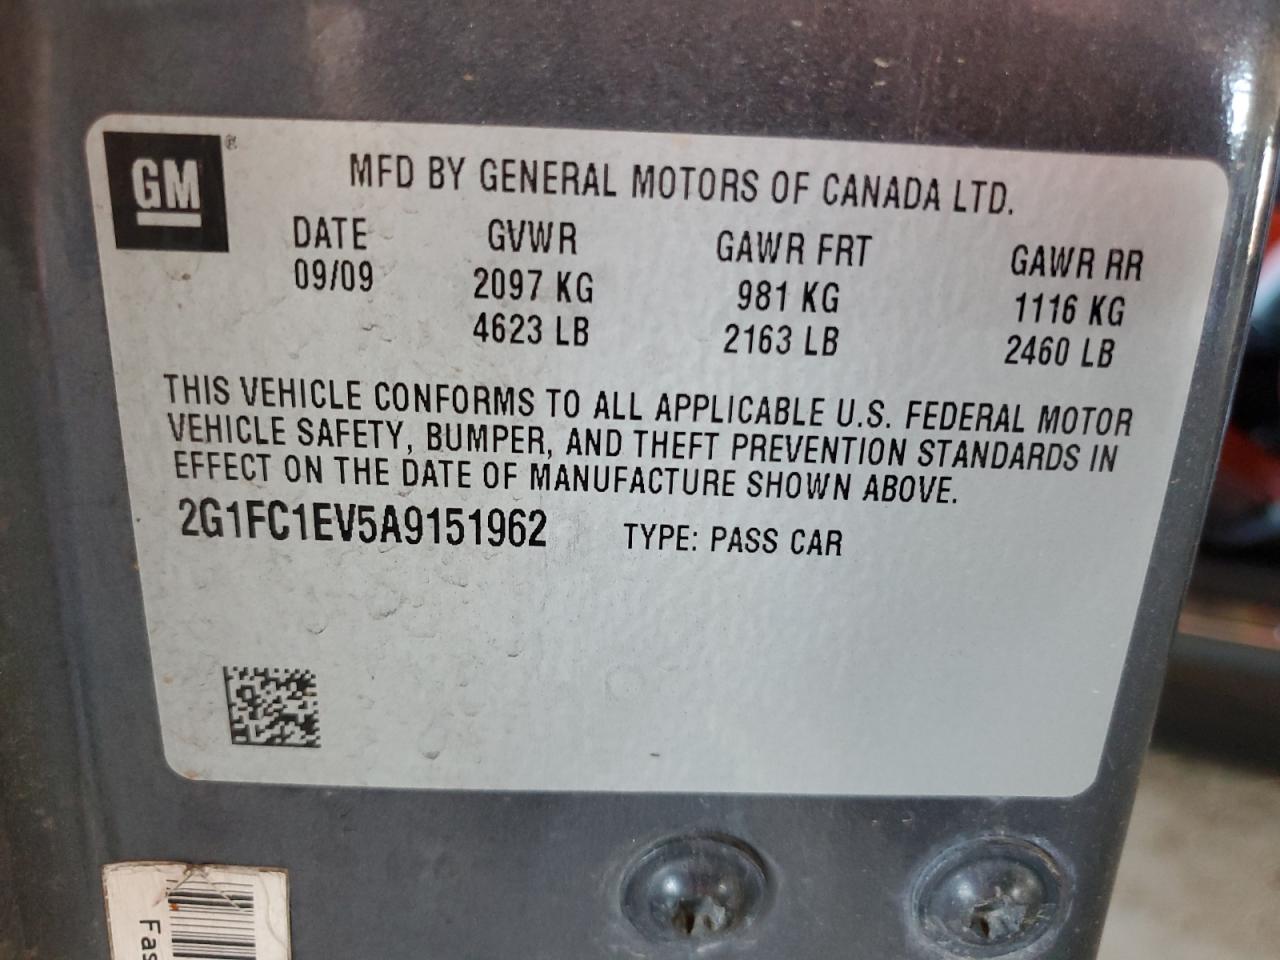 GM®
MFD BY GENERAL MOTORS OF CANADA LTD.
DATE GVWR GAWR FRT GAWR RR
09/09 2097 KG 981 KG 1116 KG
4623 LB 2163 LB 2460 LB
THIS VEHICLE CONFORMS TO ALL APPLICABLE U.S. FEDERAL MOTOR
VEHICLE SAFETY, BUMPER, AND THEFT PREVENTION STANDARDS IN
EFFECT ON THE DATE OF MANUFACTURE SHOWN ABOVE.
2G1FC1EV5A9151962 TYPE: PASS CAR
Fas